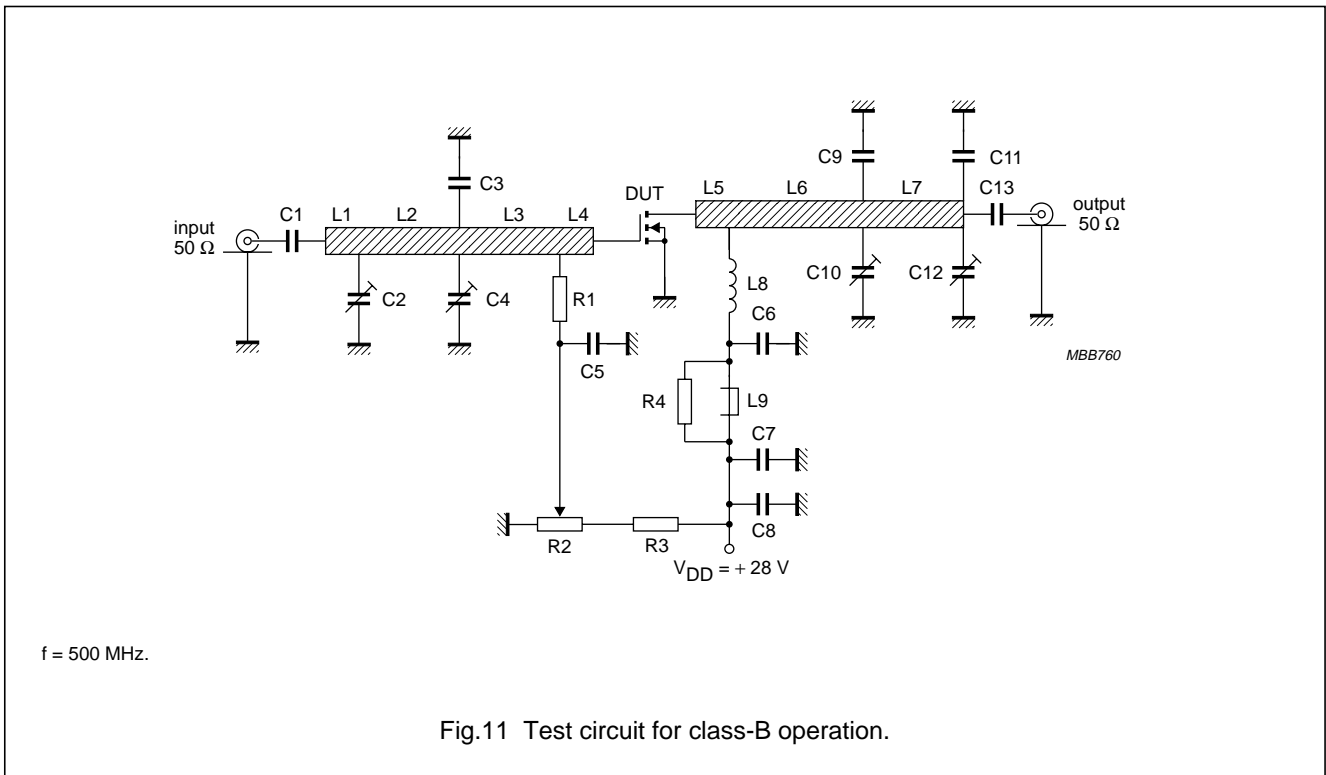 C9
C11
C3
DUT
L5
L6
L7
C13
output
50 Ω
input
50 Ω
C1
L1
L2
L3
L4
C2
C4
R1
C10
C12
L8
C5
C6
MBB760
R4
L9
C7
R2
R3
C8
VDD = + 28 V
f = 500 MHz.
Fig.11 Test circuit for class-B operation.